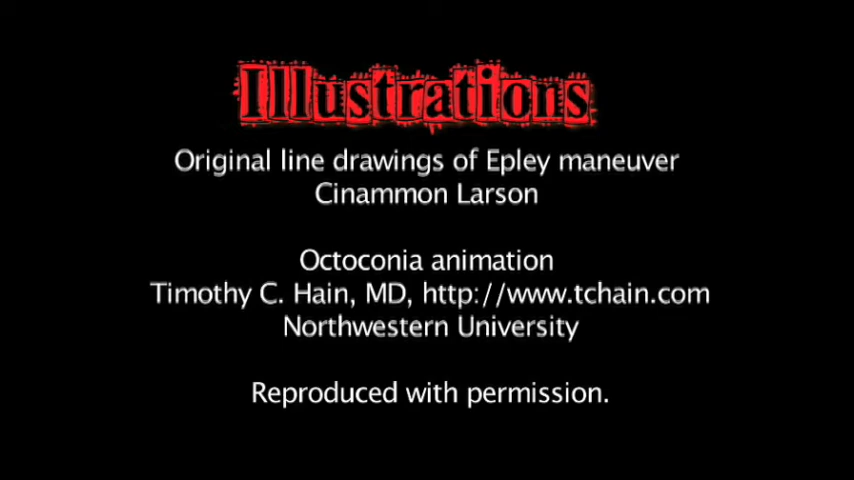 Illustrations
Original line drawings of Epley maneuver
Cinammon Larson
Octoconia animation
Timothy C. Hain, MD, http://www.tchain.com
Northwestern University
Reproduced with permission.